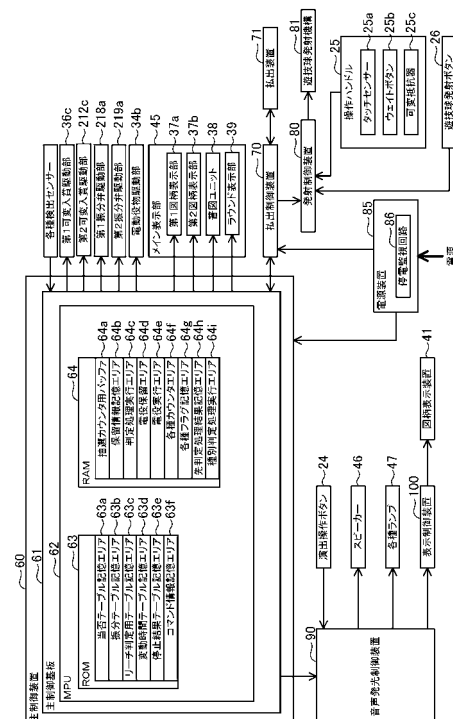 60
主制御装置
61
主制御基板
62
MPU
63
ROM
当否テーブル記憶エリア 63a
振分テーブル記憶エリア 63b
リーチ判定用テーブル記憶エリア 63c
変動時間テーブル記憶エリア 63d
停止結果テーブル記憶エリア 63e
コマンド情報記憶エリア 63f
64
RAM
抽選カウンタ用バッファ 64a
保留情報記憶エリア 64b
判定処理実行エリア 64c
電役保留エリア 64d
電役実行エリア 64e
各種カウンタエリア 64f
各種フラグ記憶エリア 64g
先判定処理結果記憶エリア 64h
種別判定処理実行エリア 64i
各種検出センサー
第1可変入賞駆動部 36c
第2可変入賞駆動部 212c
第1振分弁駆動部 218a
第2振分弁駆動部 219a
電動役物駆動部 34b
45
メイン表示部
第1図柄表示部 37a
第2図柄表示部 37b
普図ユニット 38
ラウンド表示部 39
70
払出制御装置
払出装置 71
80
発射制御装置
遊技球発射機構 81
25
操作ハンドル
タッチセンサー 25a
ウェイトボタン 25b
可変抵抗器 25c
遊技球発射ボタン 26
85
電源装置
86
停電監視回路
90
音声発光制御装置
演出操作ボタン 24
スピーカー 46
各種ランプ 47
100
表示制御装置
図柄表示装置 41